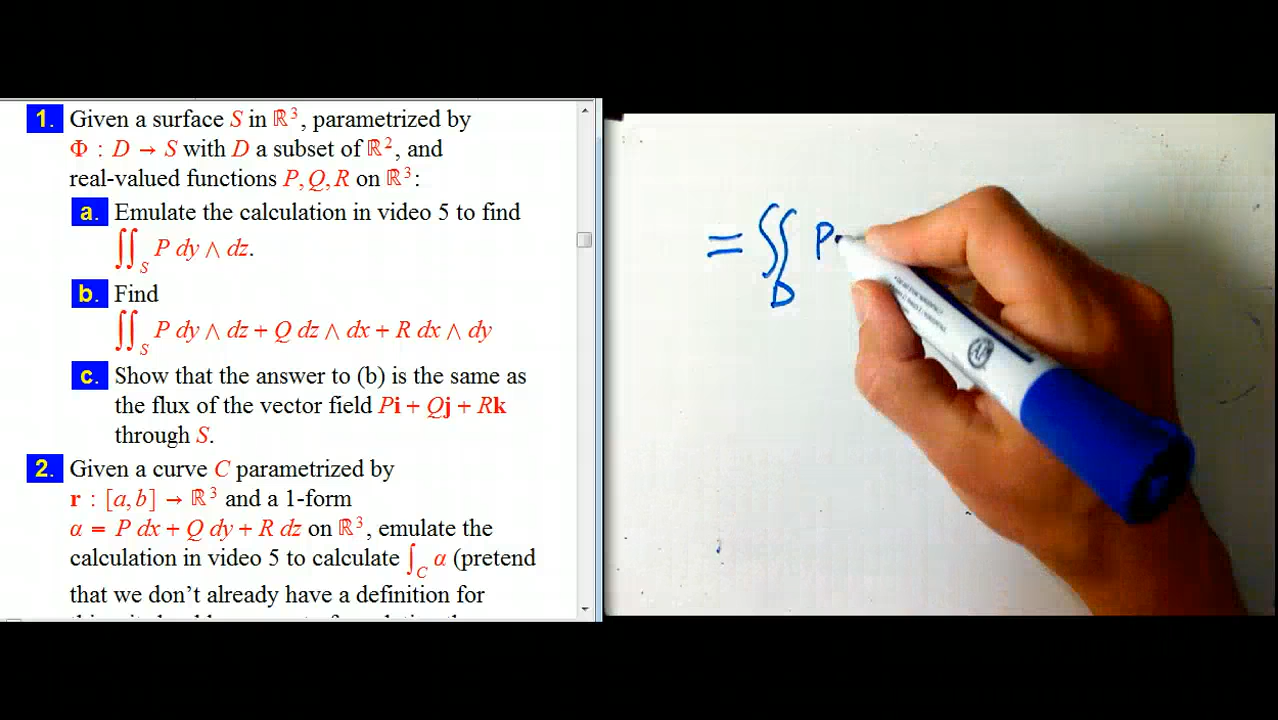 1. Given a surface S in ℝ³, parametrized by
Φ : D → S with D a subset of ℝ², and
real-valued functions P, Q, R on ℝ³:
a. Emulate the calculation in video 5 to find
∬_S P dy ∧ dz.
b. Find
∬_S P dy ∧ dz + Q dz ∧ dx + R dx ∧ dy
c. Show that the answer to (b) is the same as
the flux of the vector field Pi + Qj + Rk
through S.
2. Given a curve C parametrized by
r : [a, b] → ℝ³ and a 1-form
α = P dx + Q dy + R dz on ℝ³, emulate the
calculation in video 5 to calculate ∫_C α (pretend
that we don't already have a definition for
= ∬_D P